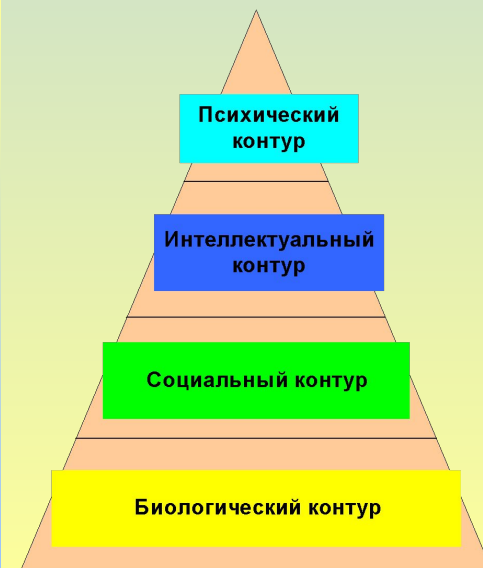 Психический
контур
Интеллектуальный
контур
Социальный контур
Биологический контур